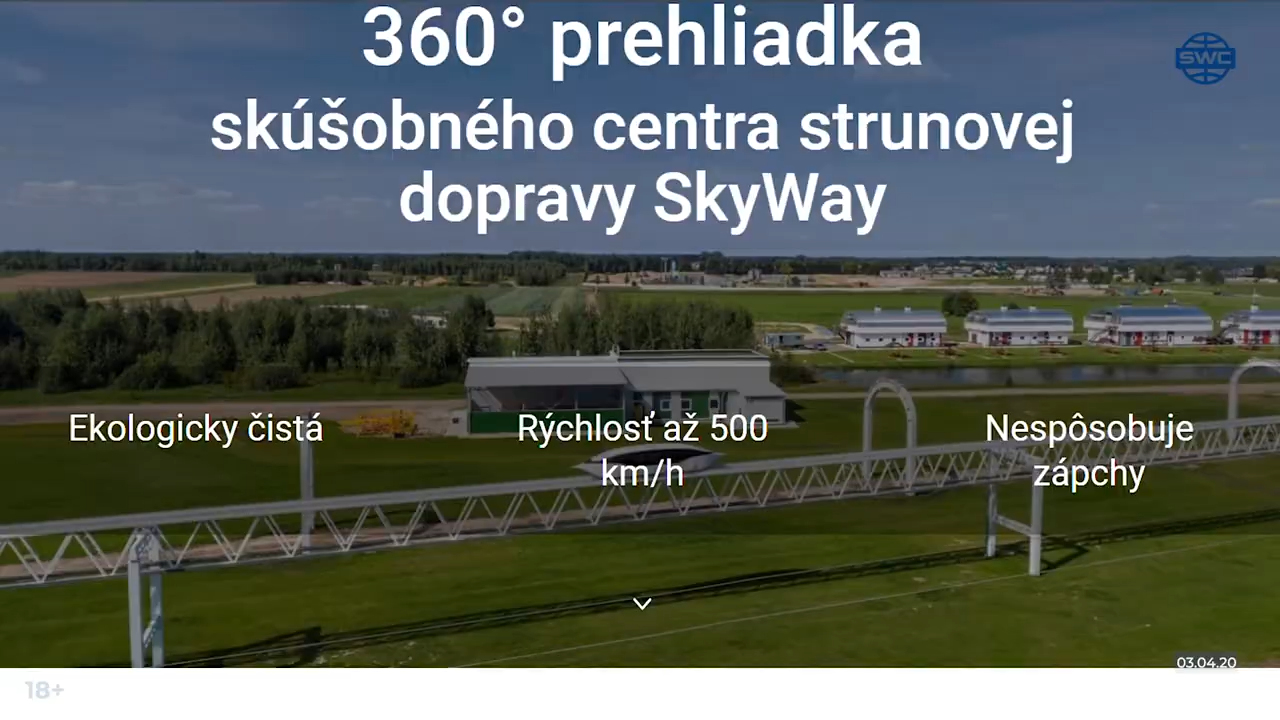 360° prehliadka
SWC
skúšobného centra strunovej
dopravy SkyWay
Ekologicky čistá
Rýchlosť až 500
km/h
Nespôsobuje
zápchy
03.04.20
18+